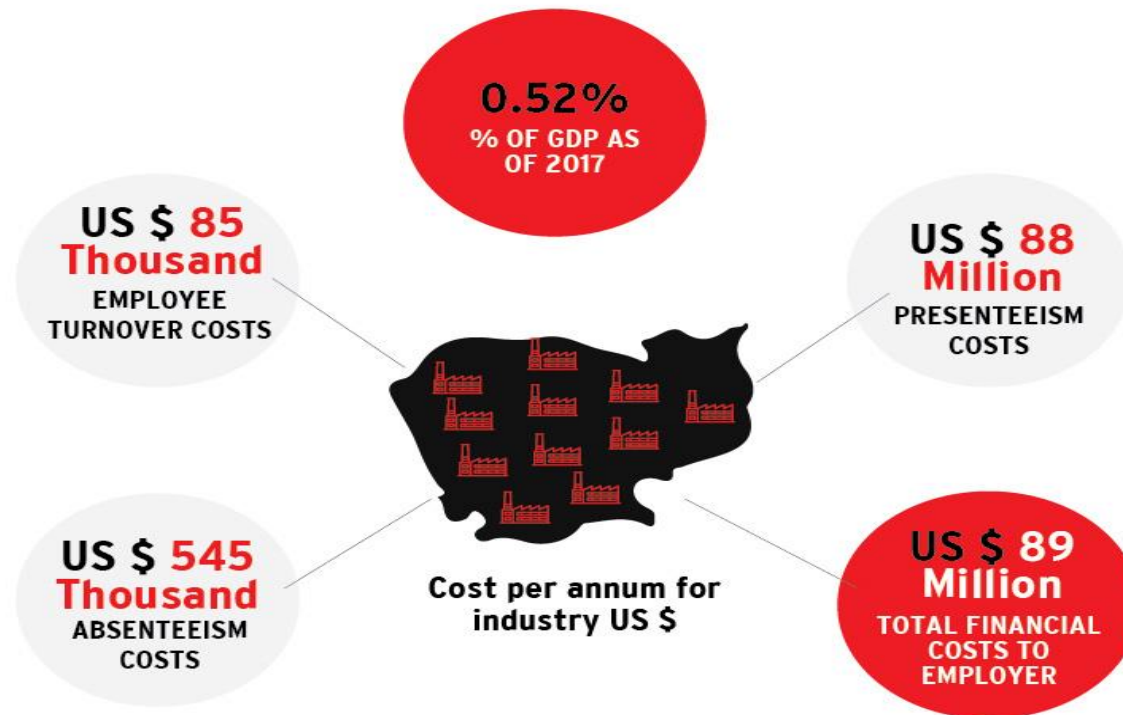 0.52%
% OF GDP AS
OF 2017
US $ 85
Thousand
EMPLOYEE
TURNOVER COSTS
US $ 88
Million
PRESENTEEISM
COSTS
US $ 545
Thousand
ABSENTEEISM
COSTS
Cost per annum for
industry US $
US $ 89
Million
TOTAL FINANCIAL
COSTS TO
EMPLOYER